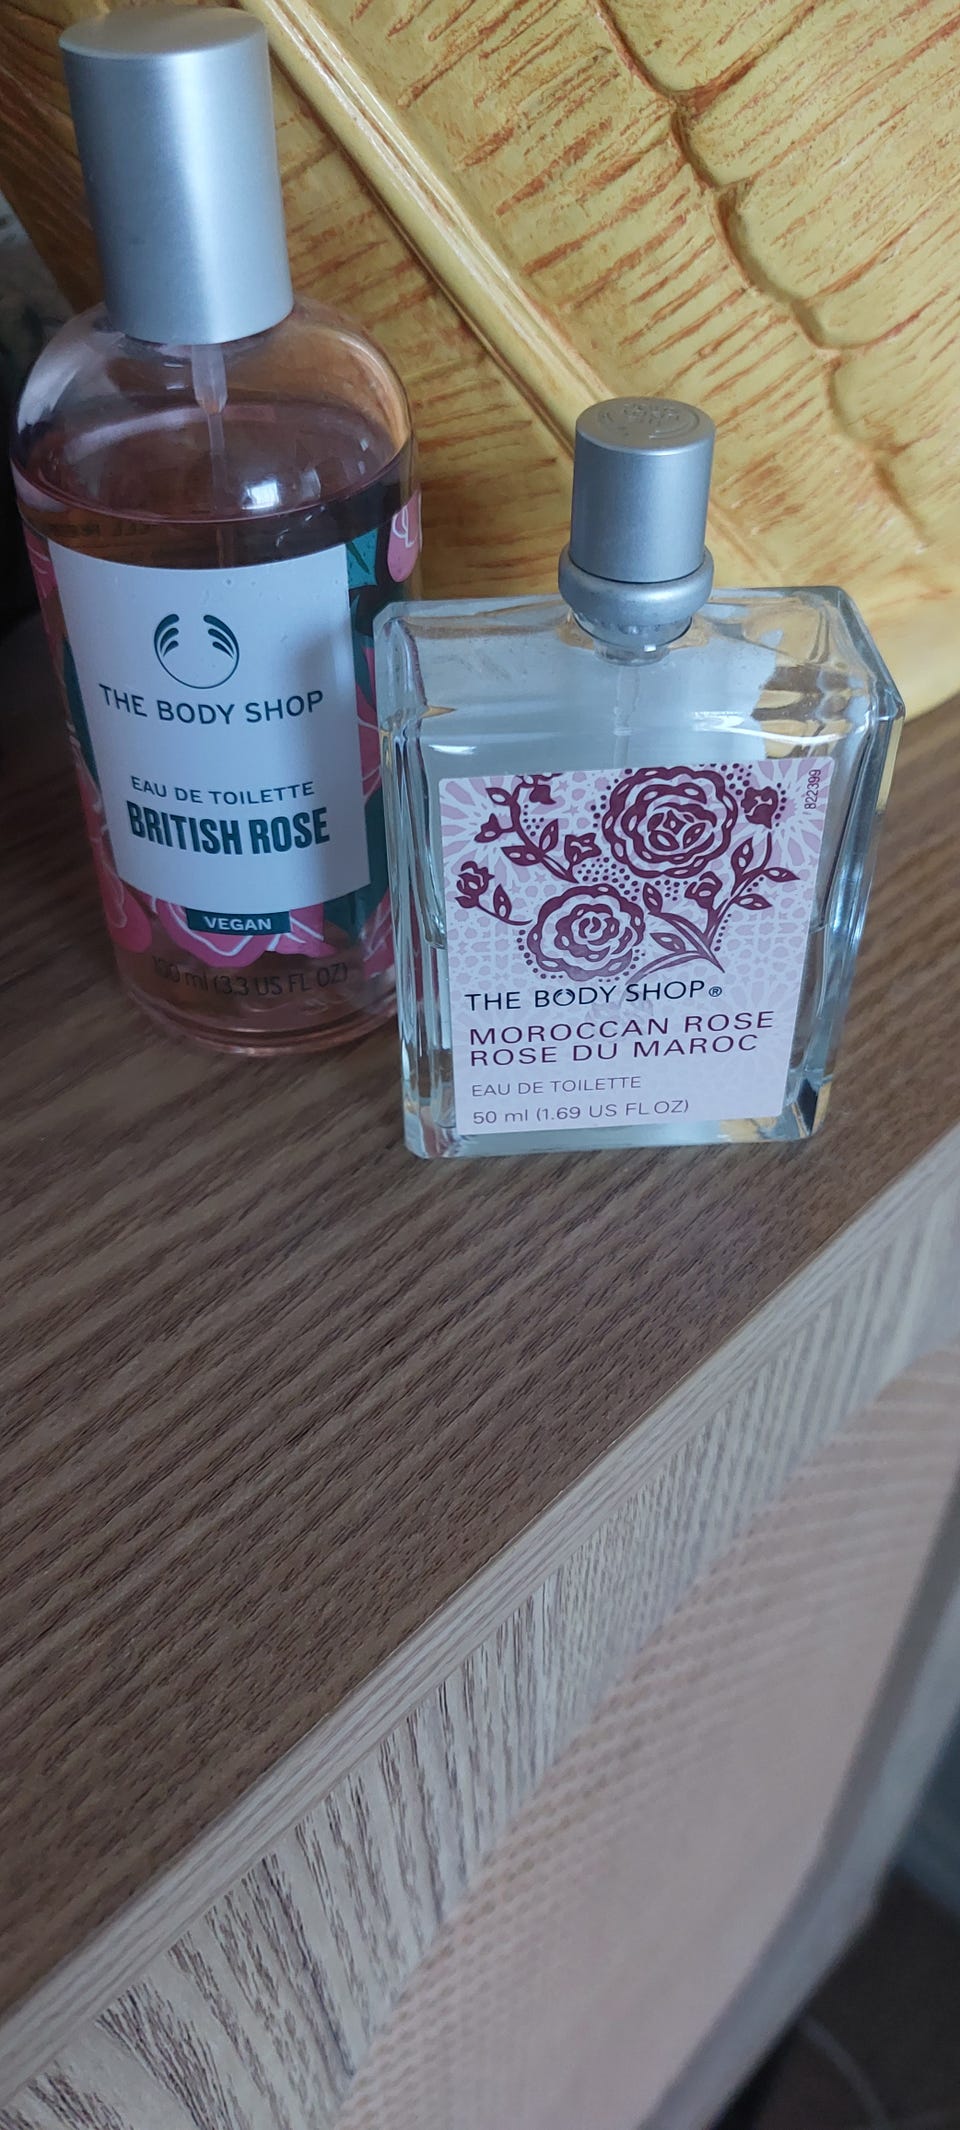 THE BODY SHOP
EAU DE TOILETTE
BRITISH ROSE
VEGAN
100 ml (3.3 US FL OZ)
822399
THE BODY SHOP®
MOROCCAN ROSE
ROSE DU MAROC
EAU DE TOILETTE
50 ml (1.69 US FL OZ)